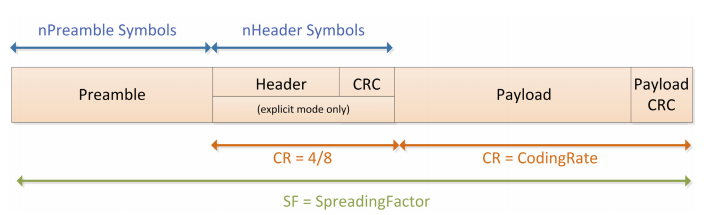 nPreamble Symbols
nHeader Symbols
Preamble
Header
CRC
(explicit mode only)
Payload
Payload
CRC
CR = 4/8
CR = CodingRate
SF = SpreadingFactor